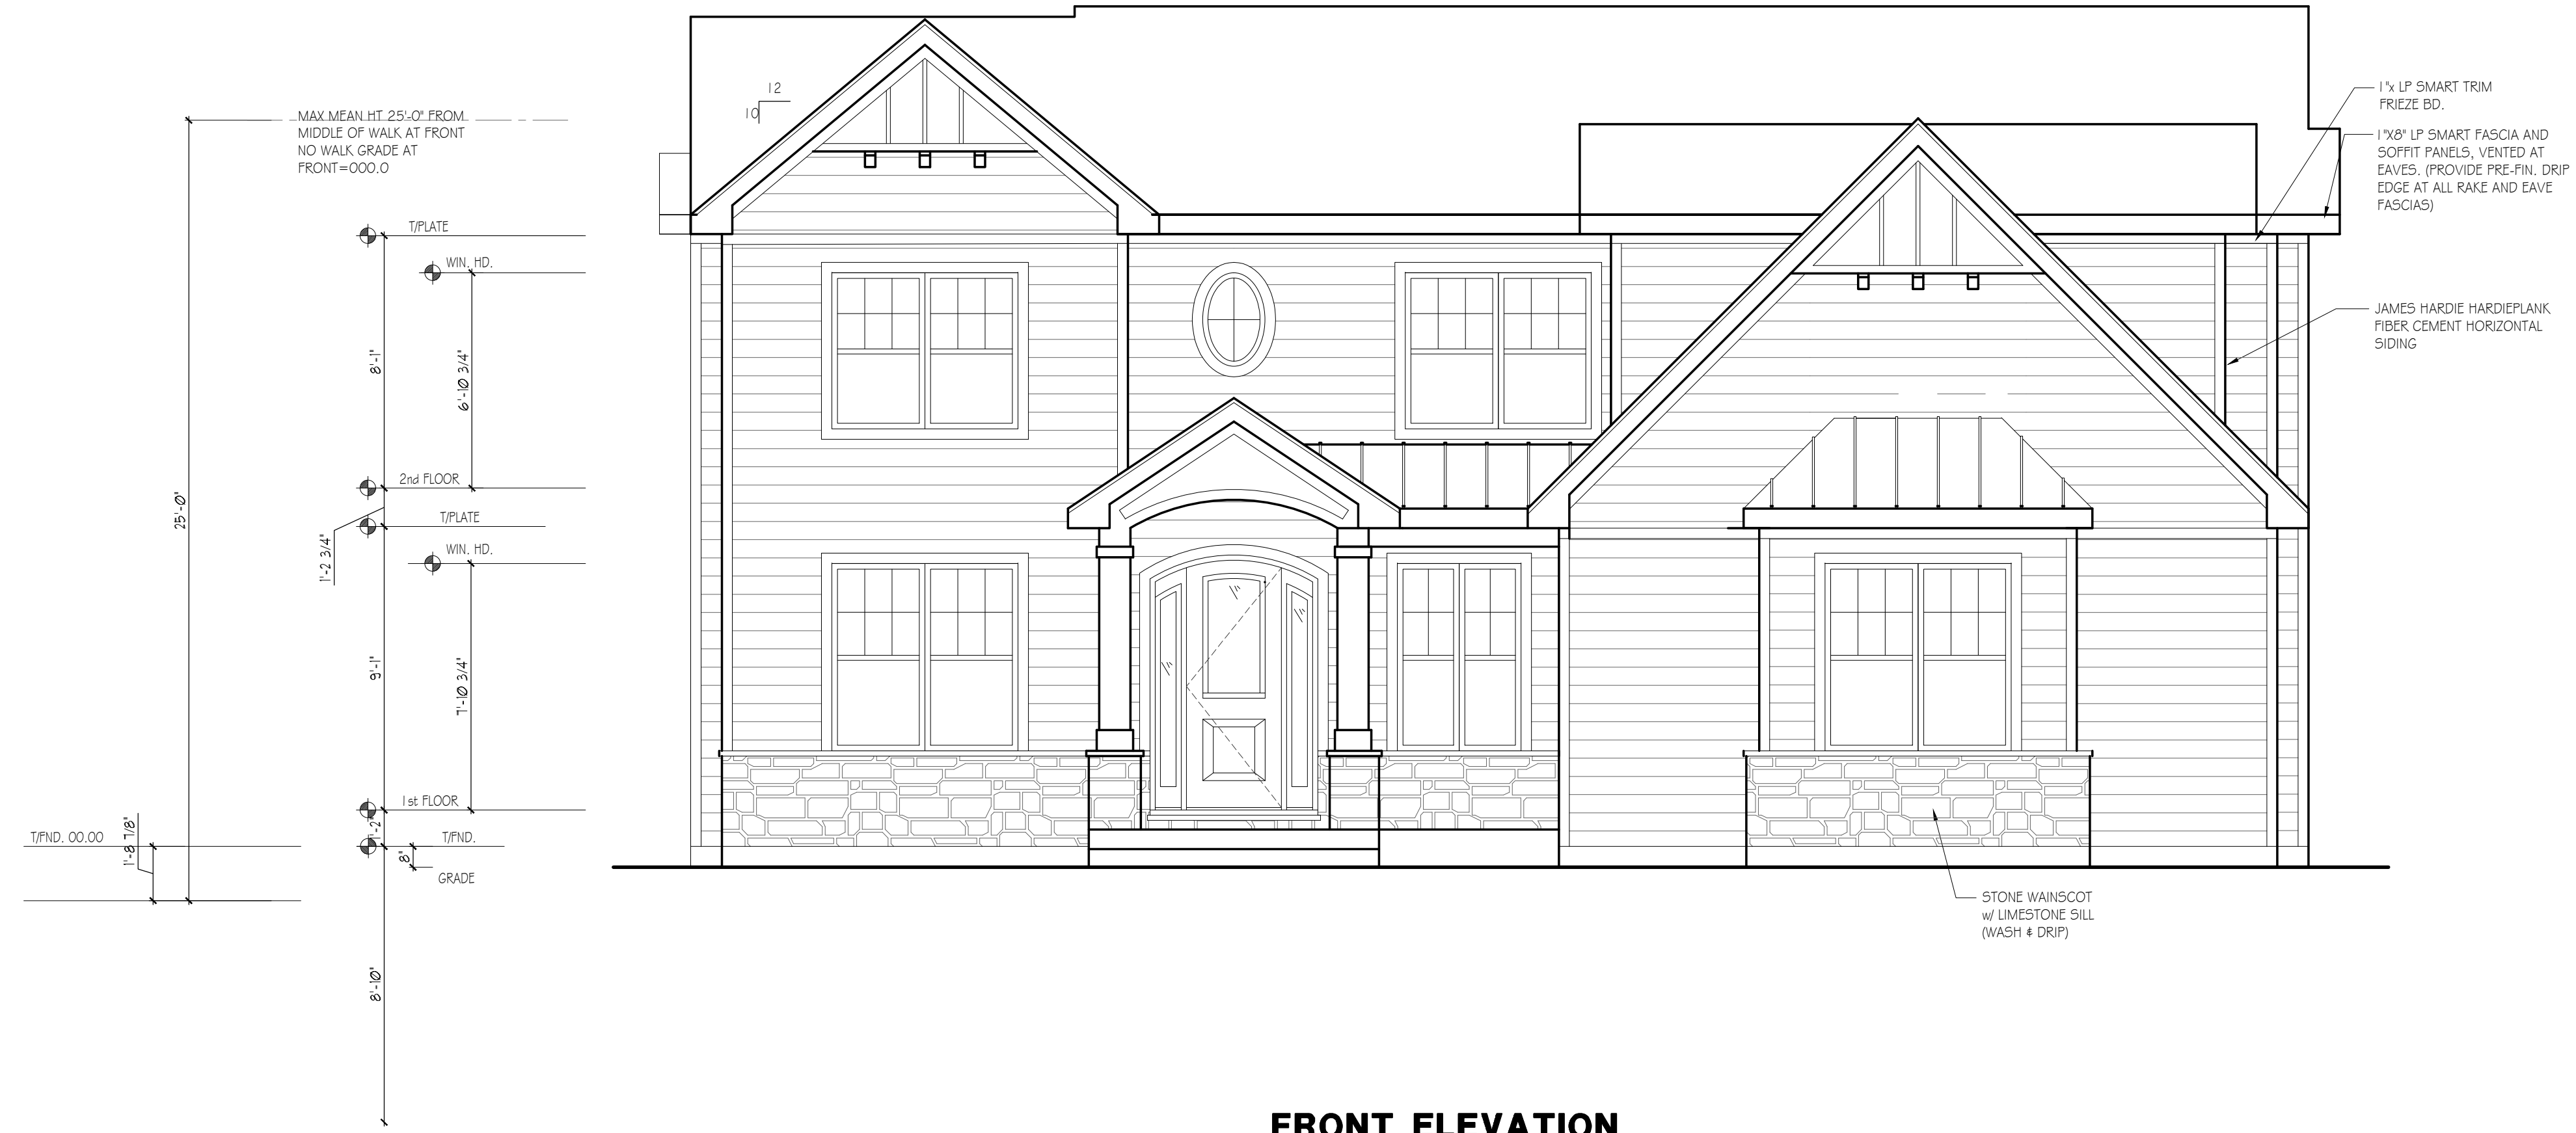 MAX MEAN HT 25'-0" FROM
MIDDLE OF WALK AT FRONT
NO WALK GRADE AT
FRONT=000.0
12
10
1"x LP SMART TRIM
FRIEZE BD.
1"X8" LP SMART FASCIA AND
SOFFIT PANELS, VENTED AT
EAVES. (PROVIDE PRE-FIN. DRIP
EDGE AT ALL RAKE AND EAVE
FASCIAS)
T/PLATE
WIN. HD.
JAMES HARDIE HARDIEPLANK
FIBER CEMENT HORIZONTAL
SIDING
8'-1"
6'-10 3/4"
2nd FLOOR
25'-0"
T/PLATE
1'-2 3/4"
WIN. HD.
9'-1"
7'-10 3/4"
1st FLOOR
1'-2"
T/FND. 00.00
1'-8 7/8"
T/FND.
8"
GRADE
STONE WAINSCOT
w/ LIMESTONE SILL
(WASH & DRIP)
8'-10"
FRONT ELEVATION